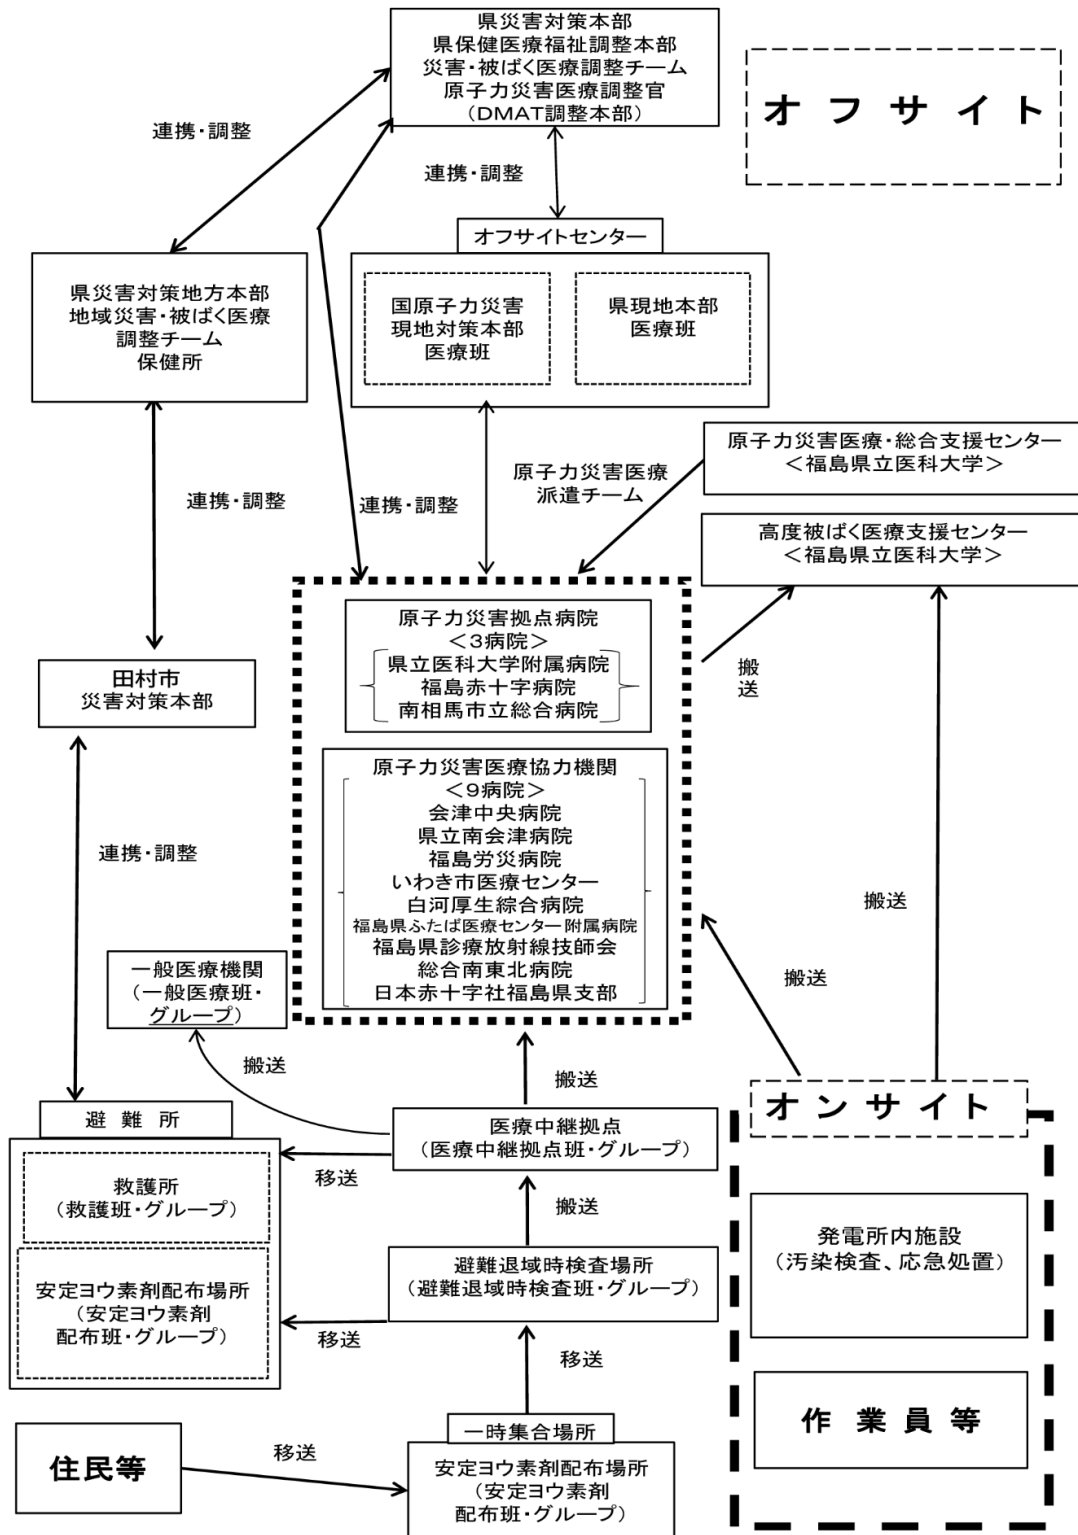 県災害対策本部
県保健医療福祉調整本部
災害・被ばく医療調整チーム
原子力災害医療調整官
（DMAT調整本部）
オフサイト
連携・調整
連携・調整
オフサイトセンター
県災害対策地方本部
地域災害・被ばく医療
調整チーム
保健所
国原子力災害
現地対策本部
医療班
県現地本部
医療班
原子力災害医療・総合支援センター
＜福島県立医科大学＞
連携・調整
連携・調整
原子力災害医療
派遣チーム
高度被ばく医療支援センター
＜福島県立医科大学＞
原子力災害拠点病院
＜3病院＞
県立医科大学附属病院
福島赤十字病院
南相馬市立総合病院
搬送
田村市
災害対策本部
原子力災害医療協力機関
＜9病院＞
会津中央病院
県立南会津病院
福島労災病院
いわき市医療センター
白河厚生綜合病院
福島県ふたば医療センター附属病院
福島県診療放射線技師会
総合南東北病院
日本赤十字社福島県支部
連携・調整
搬送
搬送
一般医療機関
（一般医療班・
グループ）
搬送
搬送
オンサイト
避難所
医療中継拠点
（医療中継拠点班・グループ）
移送
救護所
（救護班・グループ）
搬送
発電所内施設
（汚染検査、応急処置）
避難退域時検査場所
（避難退域時検査班・グループ）
安定ヨウ素剤配布場所
（安定ヨウ素剤
配布班・グループ）
移送
移送
作業員等
一時集合場所
住民等
移送
安定ヨウ素剤配布場所
（安定ヨウ素剤
配布班・グループ）